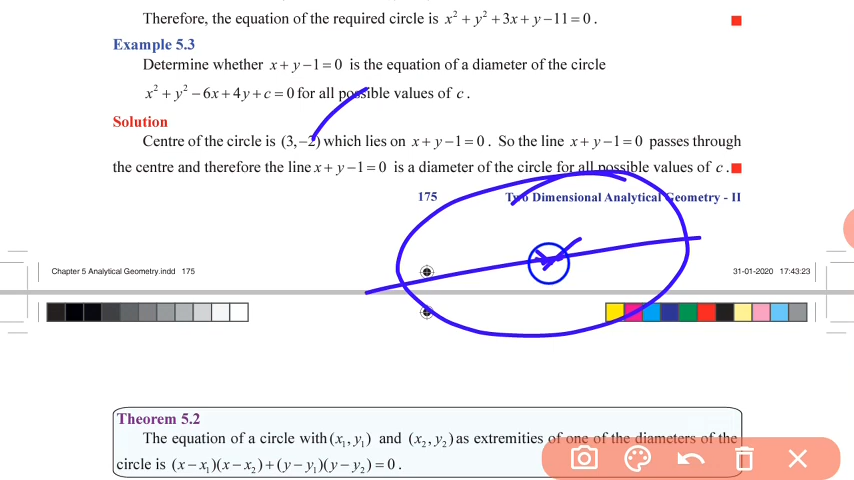 Therefore, the equation of the required circle is x² + y² + 3x + y − 11 = 0 .
Example 5.3
Determine whether x + y − 1 = 0 is the equation of a diameter of the circle
x² + y² − 6x + 4y + c = 0 for all possible values of c .
Solution
Centre of the circle is (3, −2) which lies on x + y − 1 = 0 . So the line x + y − 1 = 0 passes through
the centre and therefore the line x + y − 1 = 0 is a diameter of the circle for all possible values of c .
175 Two Dimensional Analytical Geometry - II
Chapter 5 Analytical Geometry.indd 175 31-01-2020 17:43:23
Theorem 5.2
The equation of a circle with (x₁, y₁) and (x₂, y₂) as extremities of one of the diameters of the
circle is (x − x₁)(x − x₂) + (y − y₁)(y − y₂) = 0 .